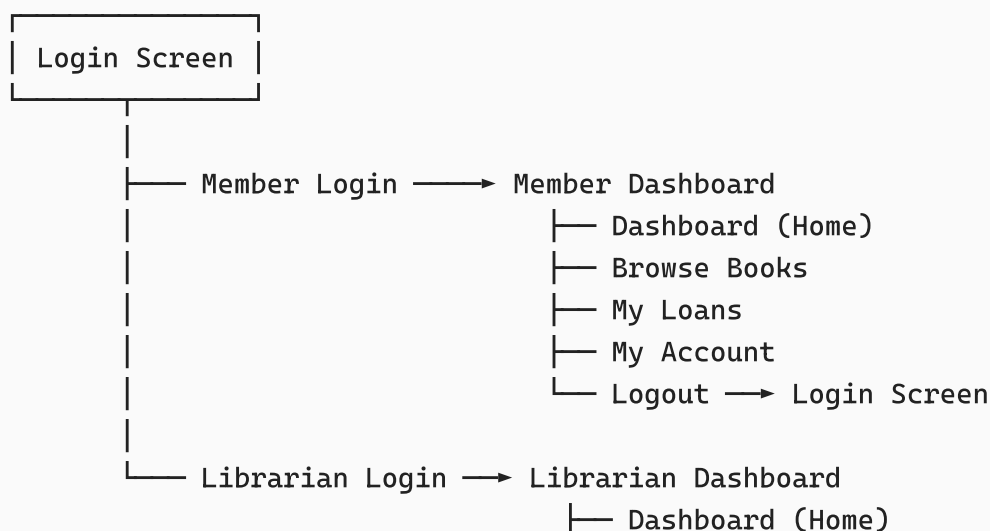 Login Screen
Member Login Member Dashboard
Dashboard (Home)
Browse Books
My Loans
My Account
Logout Login Screen
Librarian Login Librarian Dashboard
Dashboard (Home)